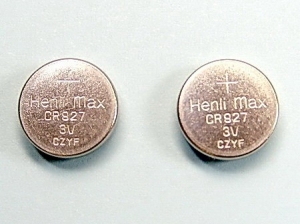 +
Henli Max
CR927
3V
CZYF
+
Henli Max
CR927
3V
CZYF